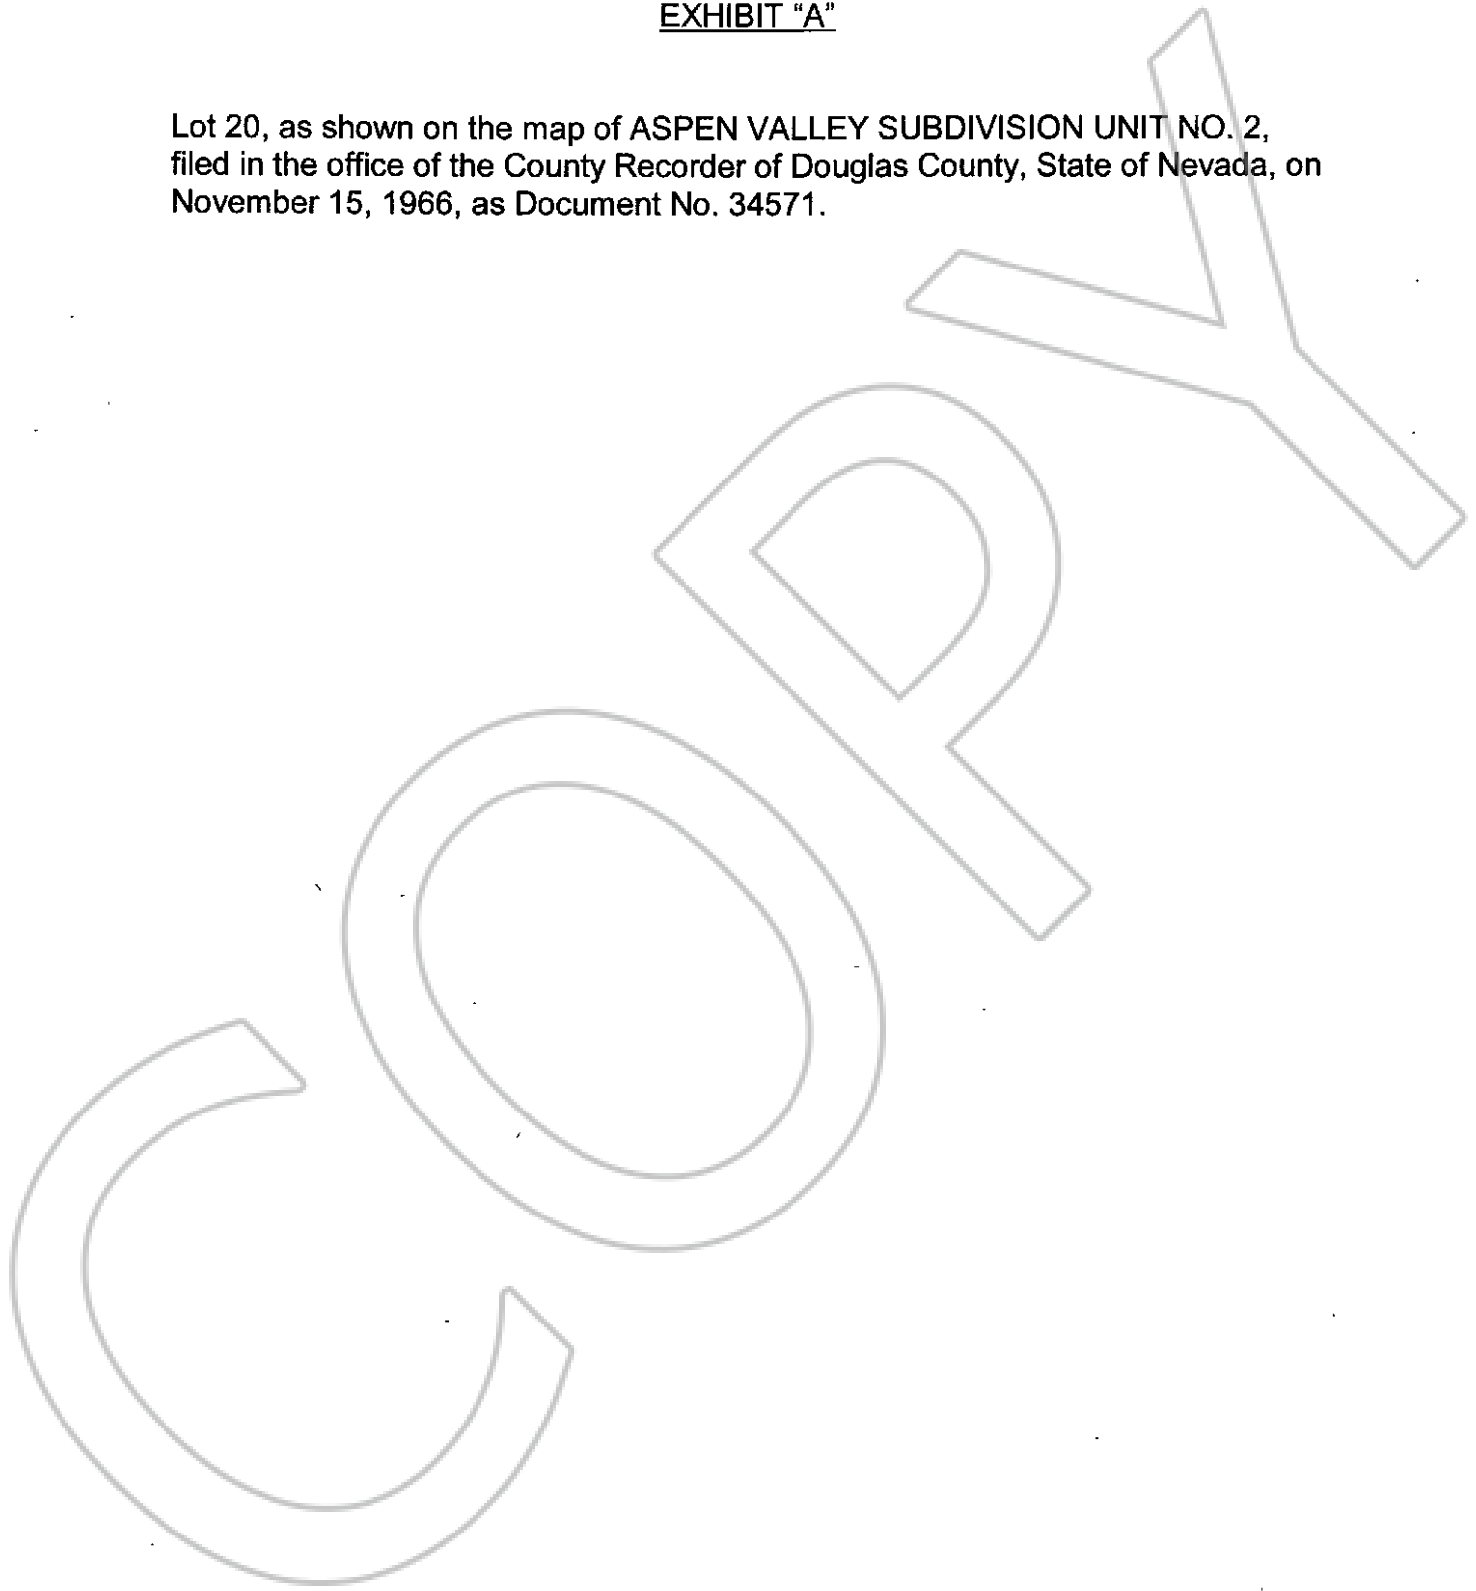 EXHIBIT “A”
Lot 20, as shown on the map of ASPEN VALLEY SUBDIVISION UNIT NO. 2,
filed in the office of the County Recorder of Douglas County, State of Nevada, on
November 15, 1966, as Document No. 34571.
COPY